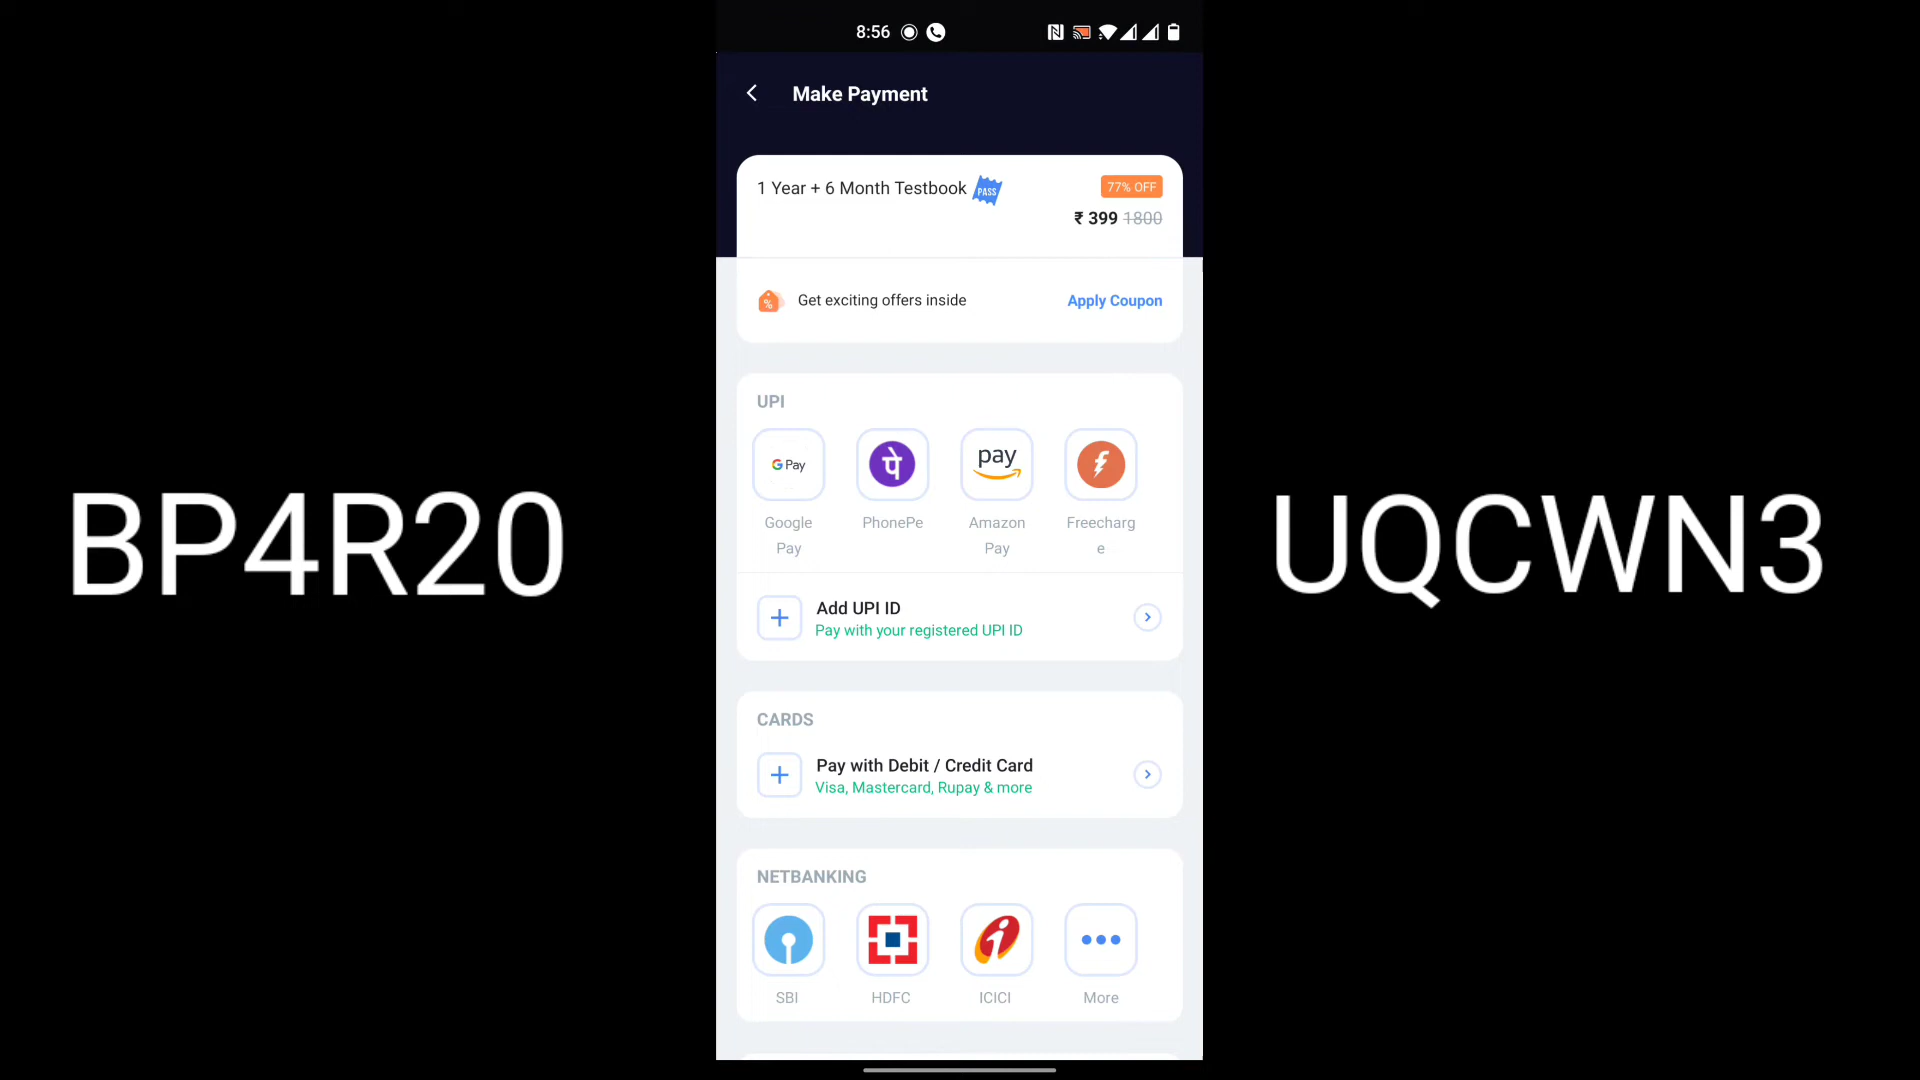 8:56
Make Payment
1 Year + 6 Month Testbook PASS
77% OFF
₹ 399 1800
Get exciting offers inside
Apply Coupon
UPI
G Pay
पे
pay
Google Pay
PhonePe
Amazon Pay
Freecharg
e
Add UPI ID
Pay with your registered UPI ID
CARDS
Pay with Debit / Credit Card
Visa, Mastercard, Rupay & more
NETBANKING
SBI
HDFC
ICICI
More
BP4R20
UQCWN3